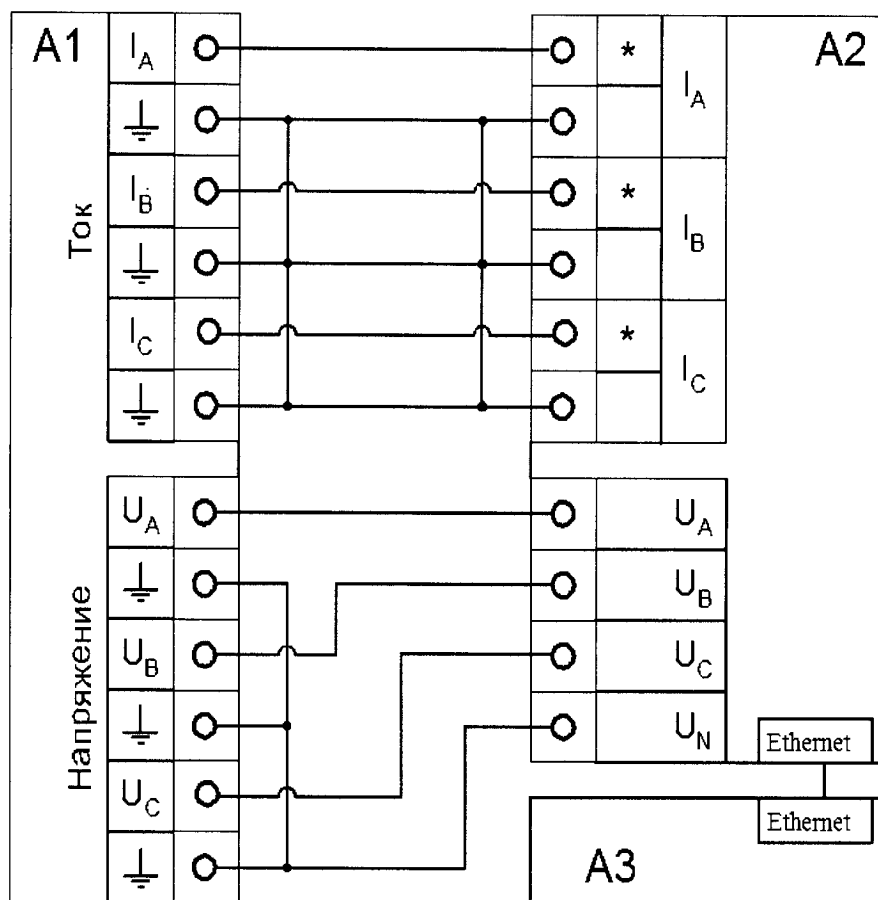 A1
A2
Ток
I_A
I_B
I_C
*
I_A
*
I_B
*
I_C
Напряжение
U_A
U_B
U_C
U_A
U_B
U_C
U_N
Ethernet
Ethernet
A3